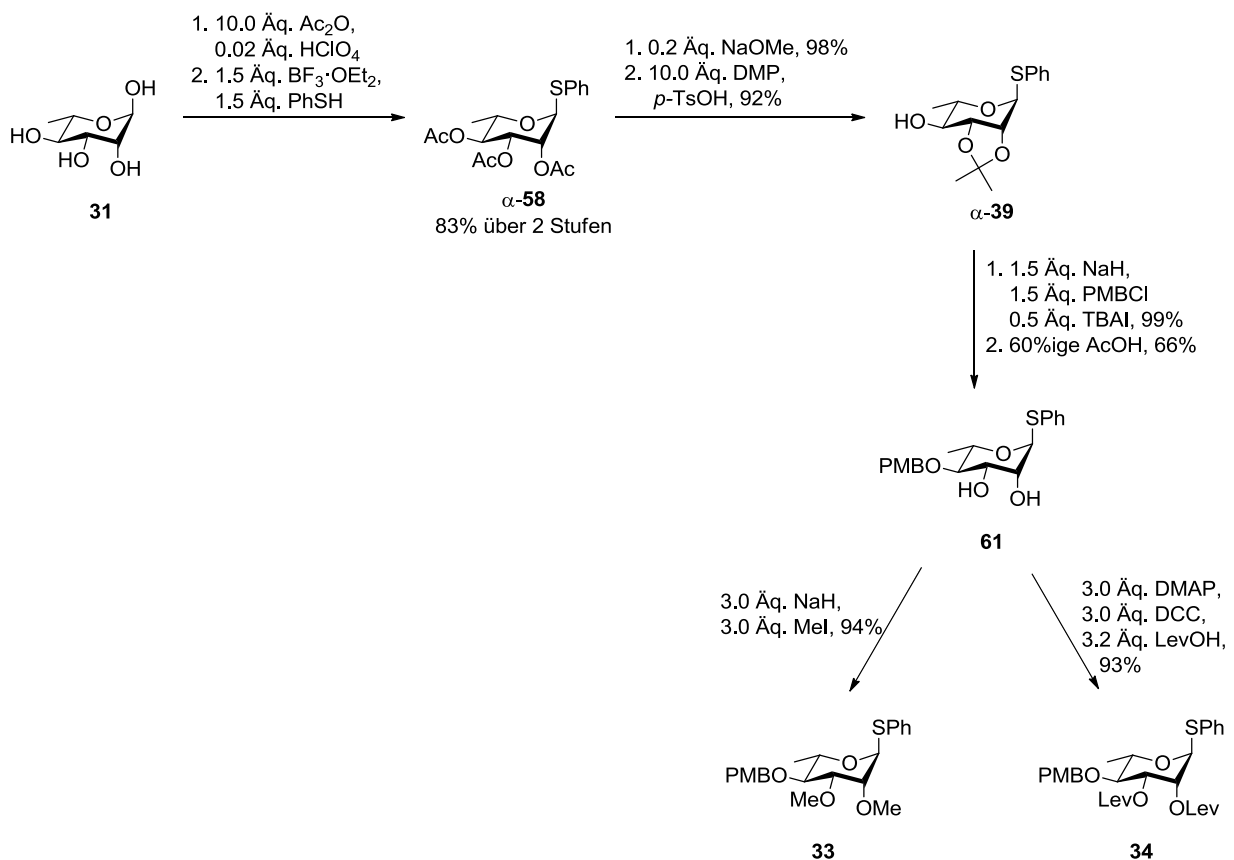 1. 10.0 Äq. Ac₂O,
0.02 Äq. HClO₄
2. 1.5 Äq. BF₃·OEt₂,
1.5 Äq. PhSH
1. 0.2 Äq. NaOMe, 98%
2. 10.0 Äq. DMP,
p-TsOH, 92%
OH
O
HO
HO
OH
31
SPh
O
AcO
AcO
OAc
α-58
83% über 2 Stufen
SPh
O
HO
O
O
α-39
1. 1.5 Äq. NaH,
1.5 Äq. PMBCl
0.5 Äq. TBAI, 99%
2. 60%ige AcOH, 66%
SPh
O
PMBO
HO
OH
61
3.0 Äq. NaH,
3.0 Äq. MeI, 94%
3.0 Äq. DMAP,
3.0 Äq. DCC,
3.2 Äq. LevOH,
93%
SPh
O
PMBO
MeO
OMe
33
SPh
O
PMBO
LevO
OLev
34